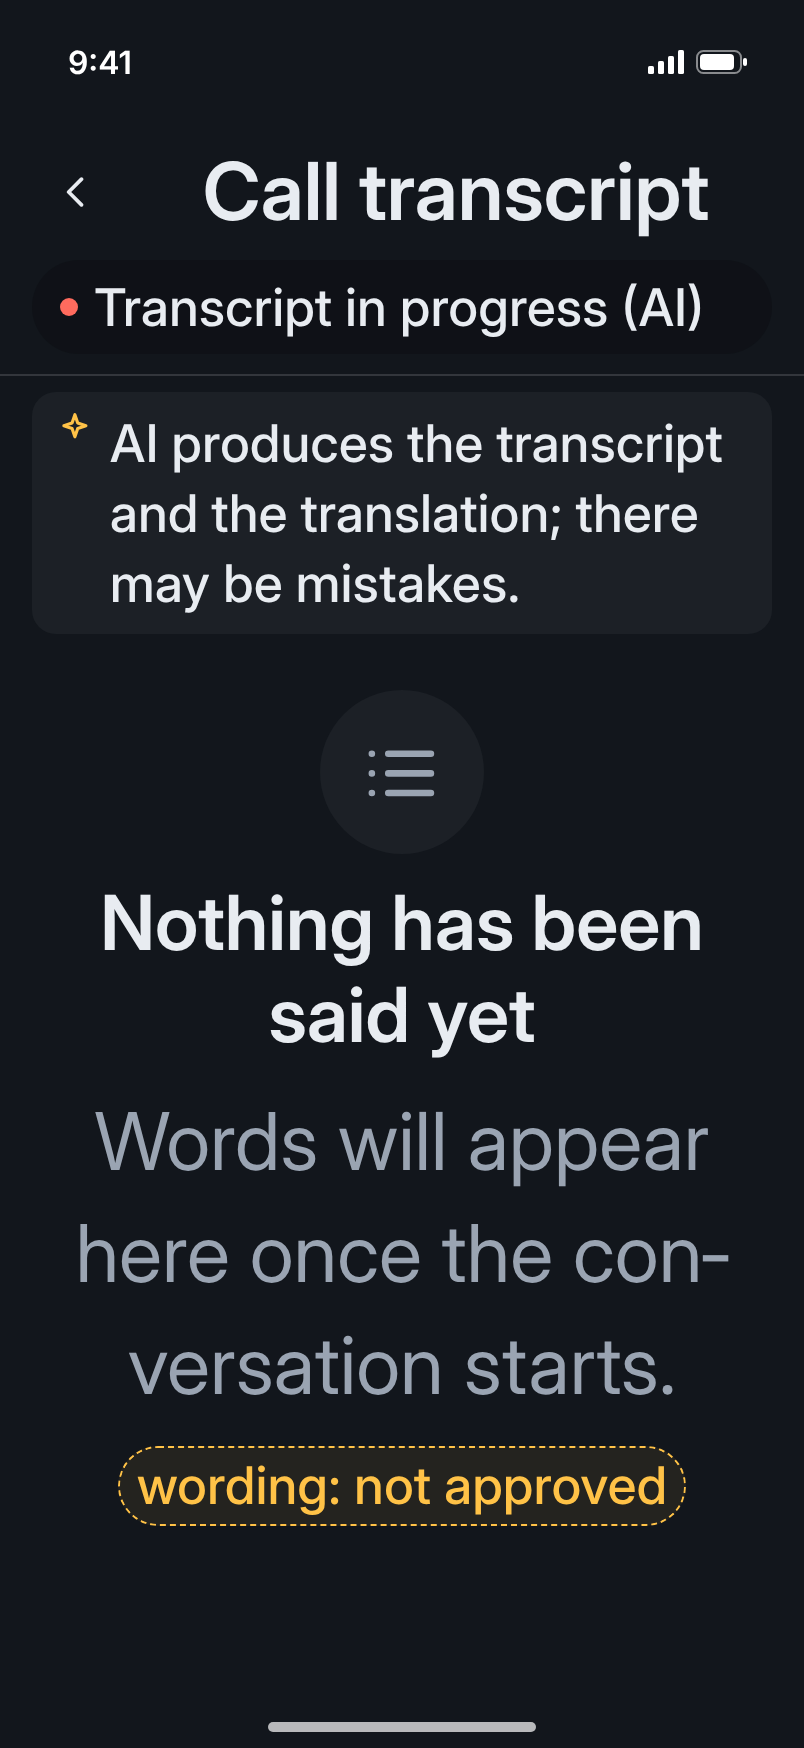 9:41
Call transcript
Transcript in progress (AI)
AI produces the transcript
and the translation; there
may be mistakes.
Nothing has been
said yet
Words will appear
here once the con-
versation starts.
wording: not approved